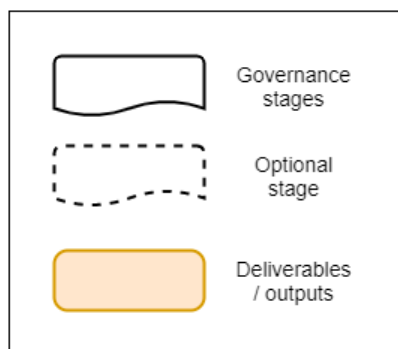 Governance
stages
Optional
stage
Deliverables
/ outputs